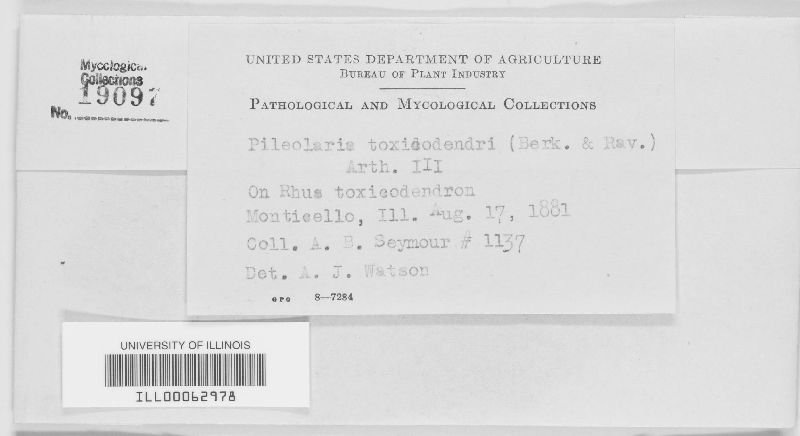 Mycological
Collections
19097
No.
UNITED STATES DEPARTMENT OF AGRICULTURE
BUREAU OF PLANT INDUSTRY
PATHOLOGICAL AND MYCOLOGICAL COLLECTIONS
Pileolaria toxicodendri (Berk. & Rav.)
Arth. III
On Rhus toxicodendron
Monticello, Ill. Aug. 17, 1881
Coll. A. B. Seymour # 1137
Det. A. J. Watson
GPO 8—7284
UNIVERSITY OF ILLINOIS
ILL00062978